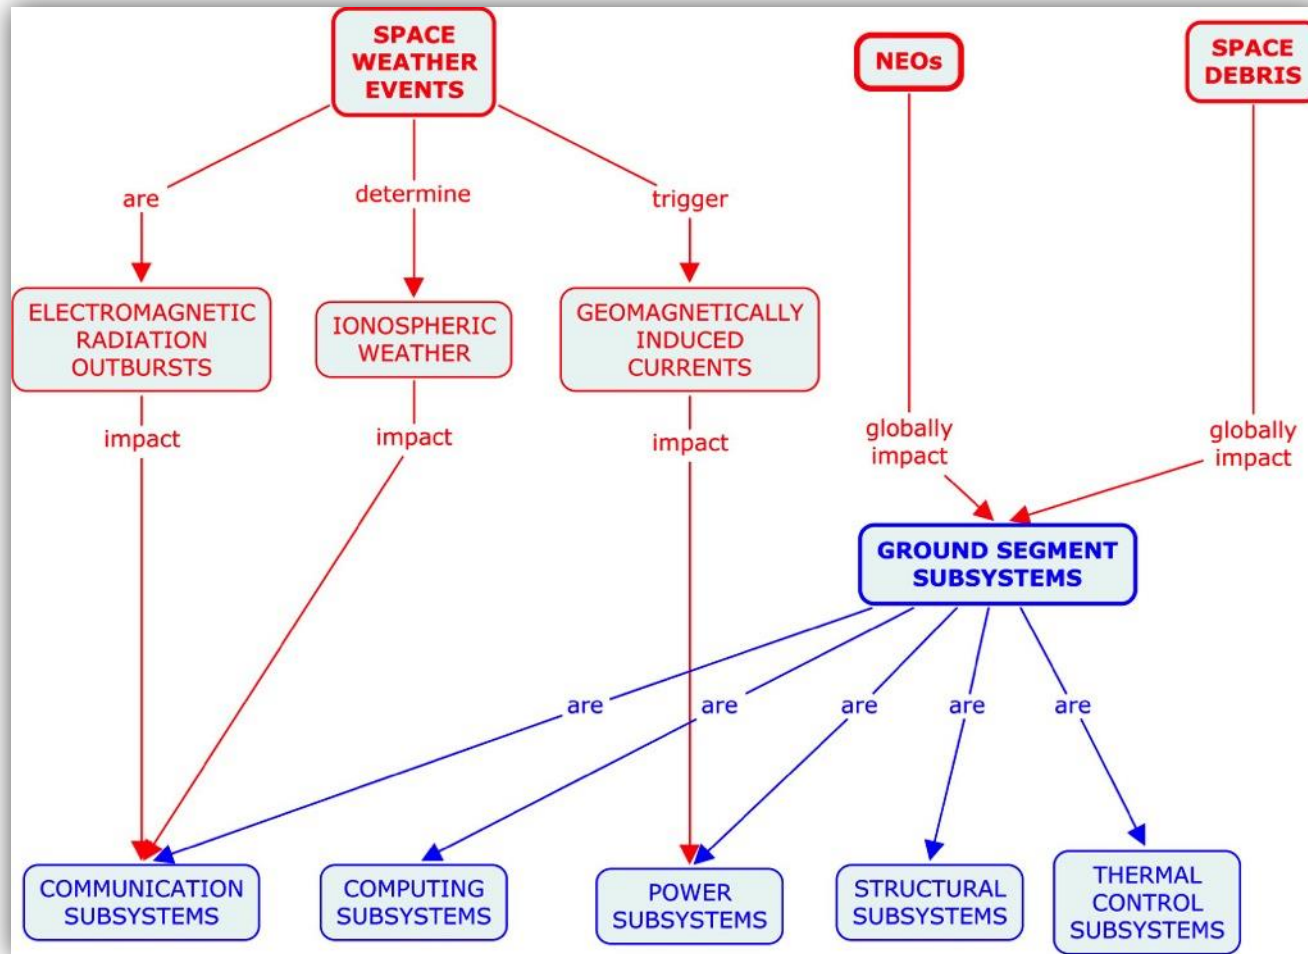 SPACE
WEATHER
EVENTS
NEOs
SPACE
DEBRIS
are
determine
trigger
ELECTROMAGNETIC
RADIATION
OUTBURSTS
IONOSPHERIC
WEATHER
GEOMAGNETICALLY
INDUCED
CURRENTS
impact
impact
impact
globally
impact
globally
impact
GROUND SEGMENT
SUBSYSTEMS
are
are
are
are
are
COMMUNICATION
SUBSYSTEMS
COMPUTING
SUBSYSTEMS
POWER
SUBSYSTEMS
STRUCTURAL
SUBSYSTEMS
THERMAL
CONTROL
SUBSYSTEMS